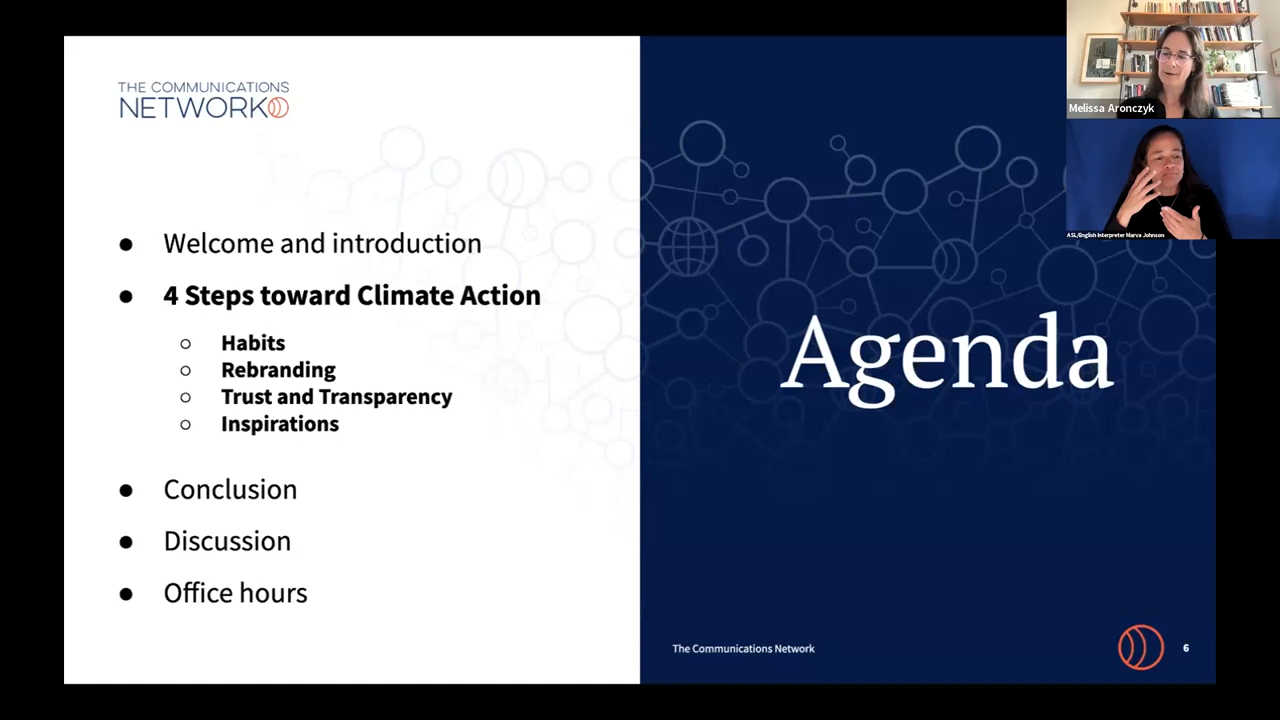 THE COMMUNICATIONS
NETWORK
● Welcome and introduction
● 4 Steps toward Climate Action
○ Habits
○ Rebranding
○ Trust and Transparency
○ Inspirations
● Conclusion
● Discussion
● Office hours
Agenda
The Communications Network
6
Melissa Aronczyk
ASL/English Interpreter Marva Johnson